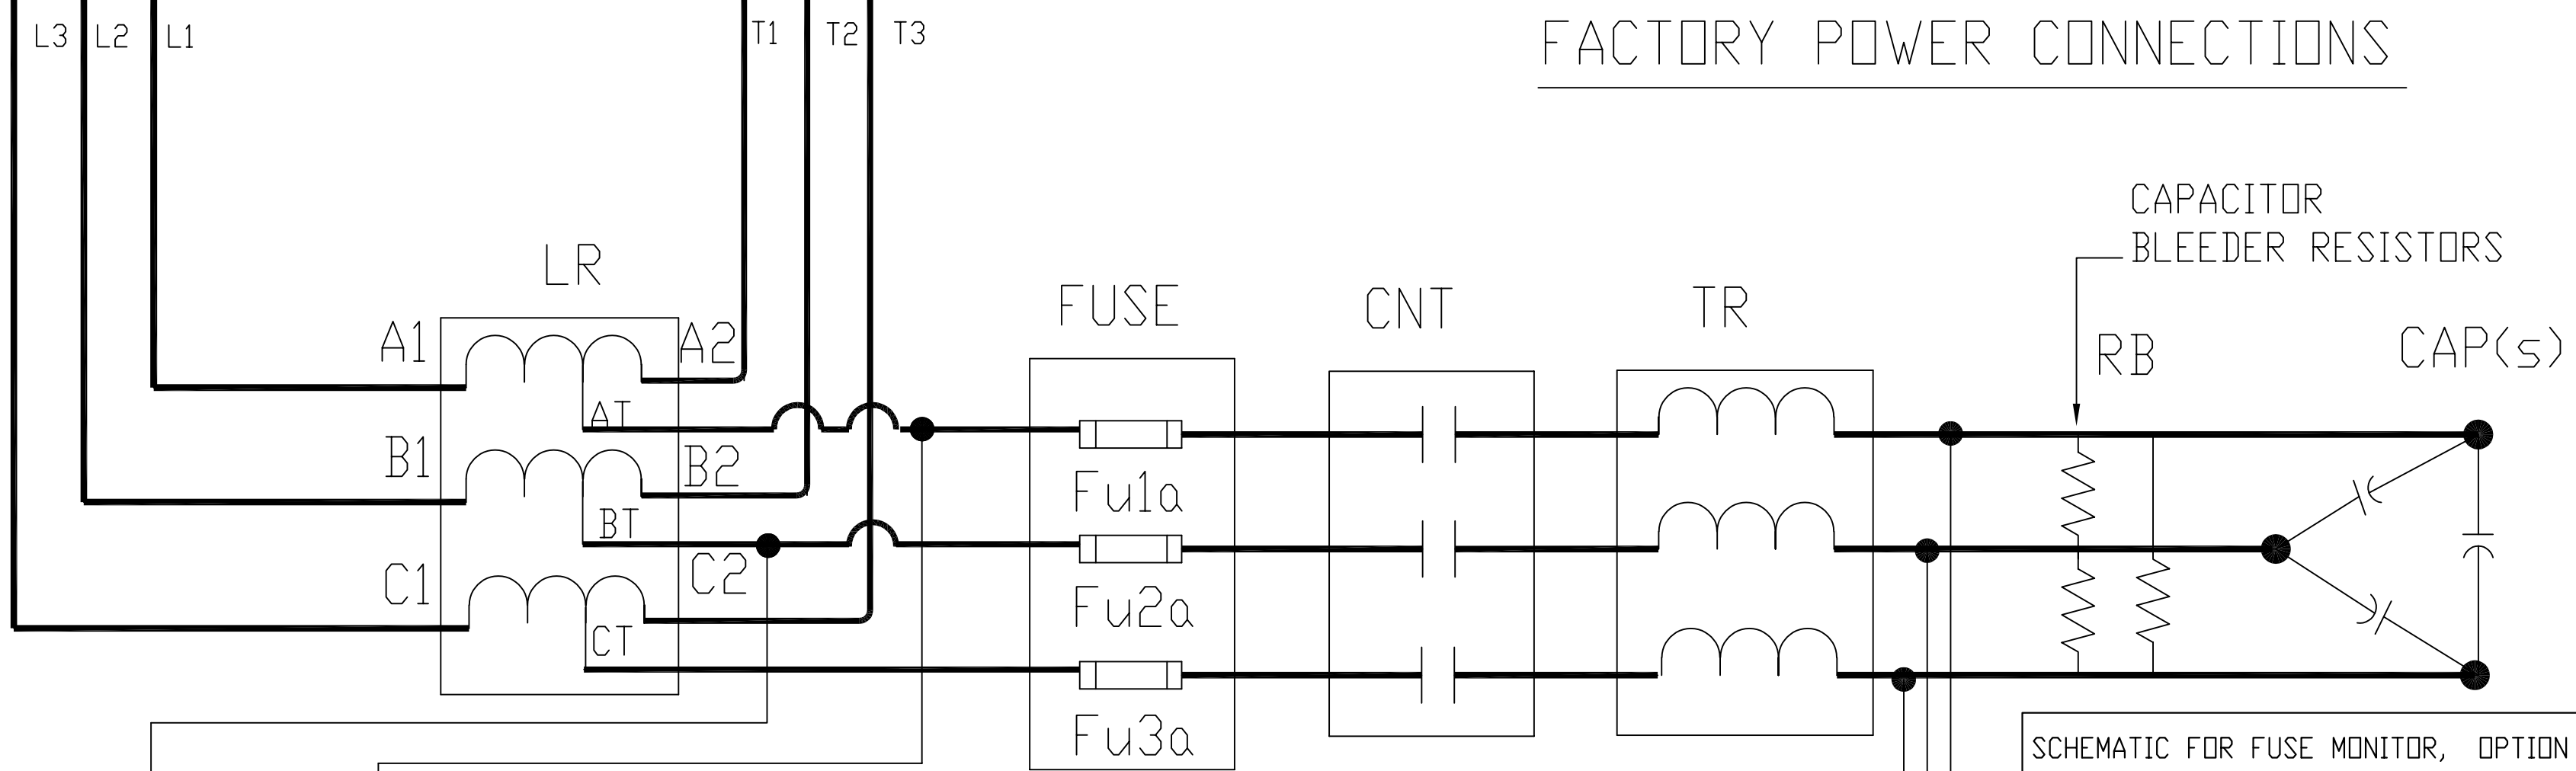 L3
L2
L1
T1
T2
T3
FACTORY POWER CONNECTIONS
CAPACITOR
BLEEDER RESISTORS
LR
FUSE
CNT
TR
RB
CAP(s)
A1
A2
AT
B1
B2
BT
C1
C2
CT
Fu1a
Fu2a
Fu3a
SCHEMATIC FOR FUSE MONITOR, OPTION